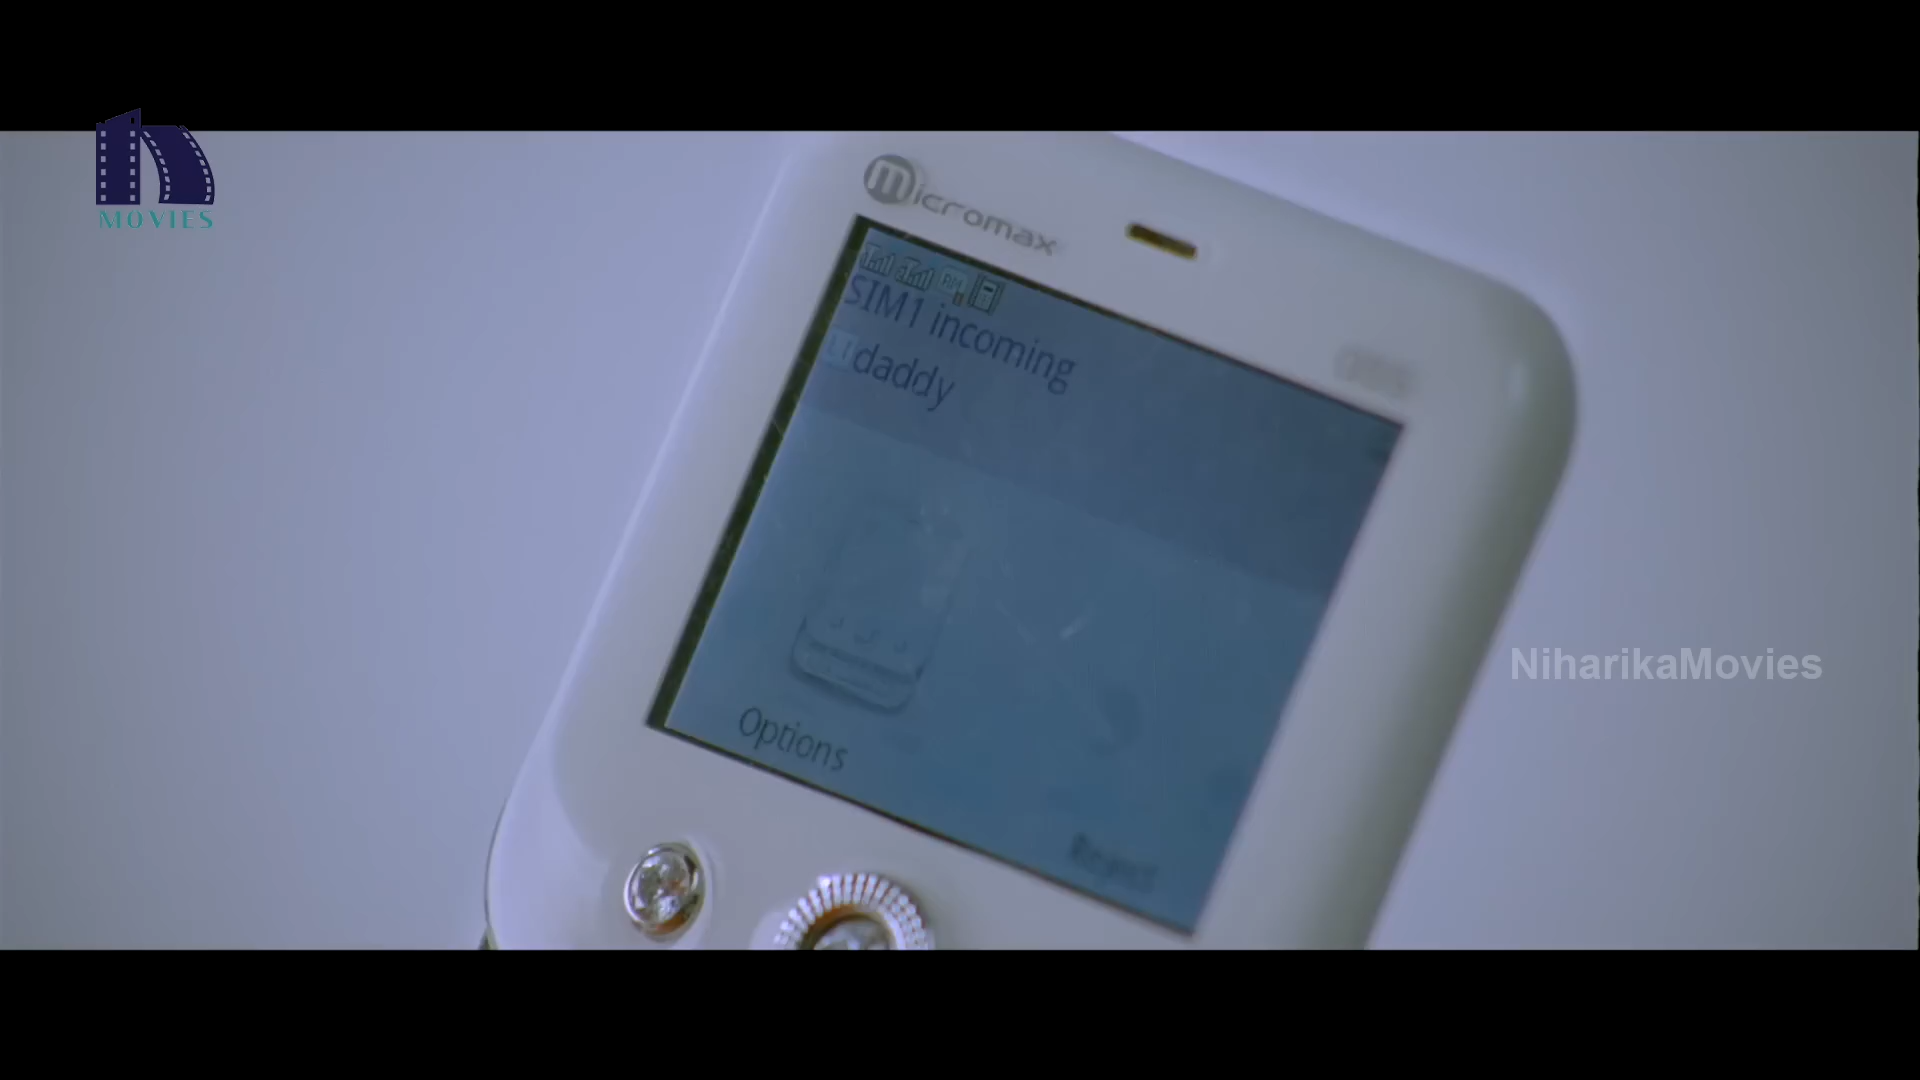 MOVIES
micromax
SIM1 incoming
daddy
Options
NiharikaMovies